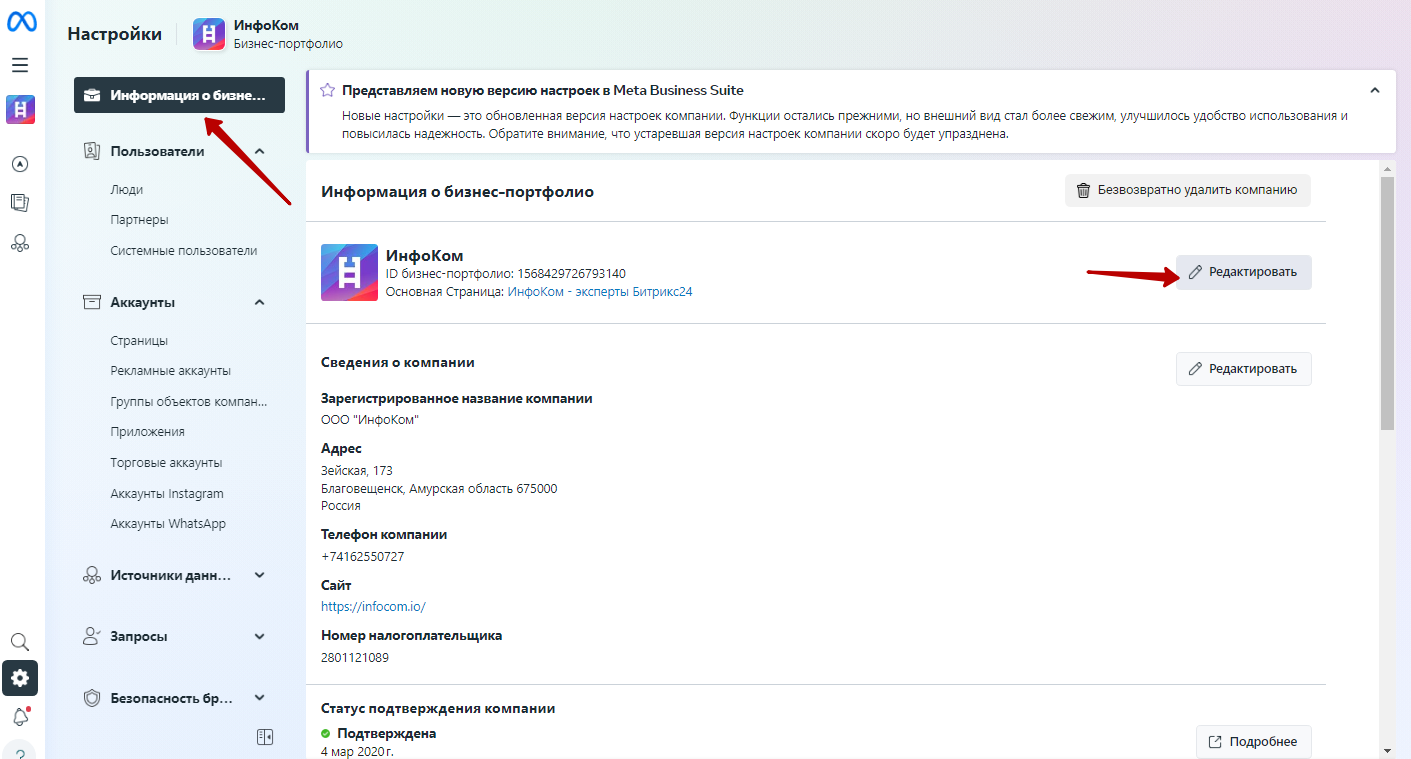 Настройки
ИнфоКом
Бизнес-портфолио
Информация о бизне...
Пользователи
Люди
Партнеры
Системные пользователи
Аккаунты
Страницы
Рекламные аккаунты
Группы объектов компан...
Приложения
Торговые аккаунты
Аккаунты Instagram
Аккаунты WhatsApp
Источники данн...
Запросы
Безопасность бр...
Представляем новую версию настроек в Meta Business Suite
Новые настройки — это обновленная версия настроек компании. Функции остались прежними, но внешний вид стал более свежим, улучшилось удобство использования и
повысилась надежность. Обратите внимание, что устаревшая версия настроек компании скоро будет упразднена.
Информация о бизнес-портфолио
Безвозвратно удалить компанию
ИнфоКом
ID бизнес-портфолио: 1568429726793140
Основная Страница: ИнфоКом - эксперты Битрикс24
Редактировать
Сведения о компании
Редактировать
Зарегистрированное название компании
ООО "ИнфоКом"
Адрес
Зейская, 173
Благовещенск, Амурская область 675000
Россия
Телефон компании
+74162550727
Сайт
https://infocom.io/
Номер налогоплательщика
2801121089
Статус подтверждения компании
Подтверждена
4 мар 2020 г.
Подробнее